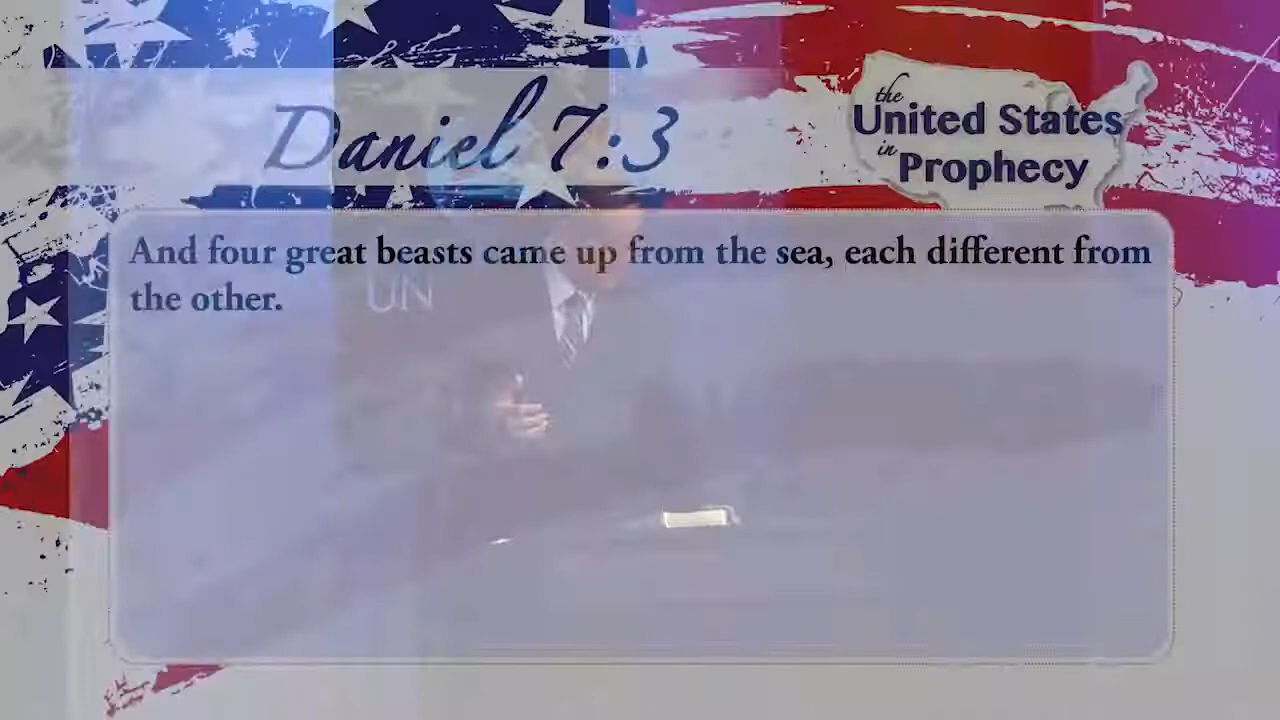 Daniel 7:3
the
United States
in
Prophecy
And four great beasts came up from the sea, each different from
the other.
UN